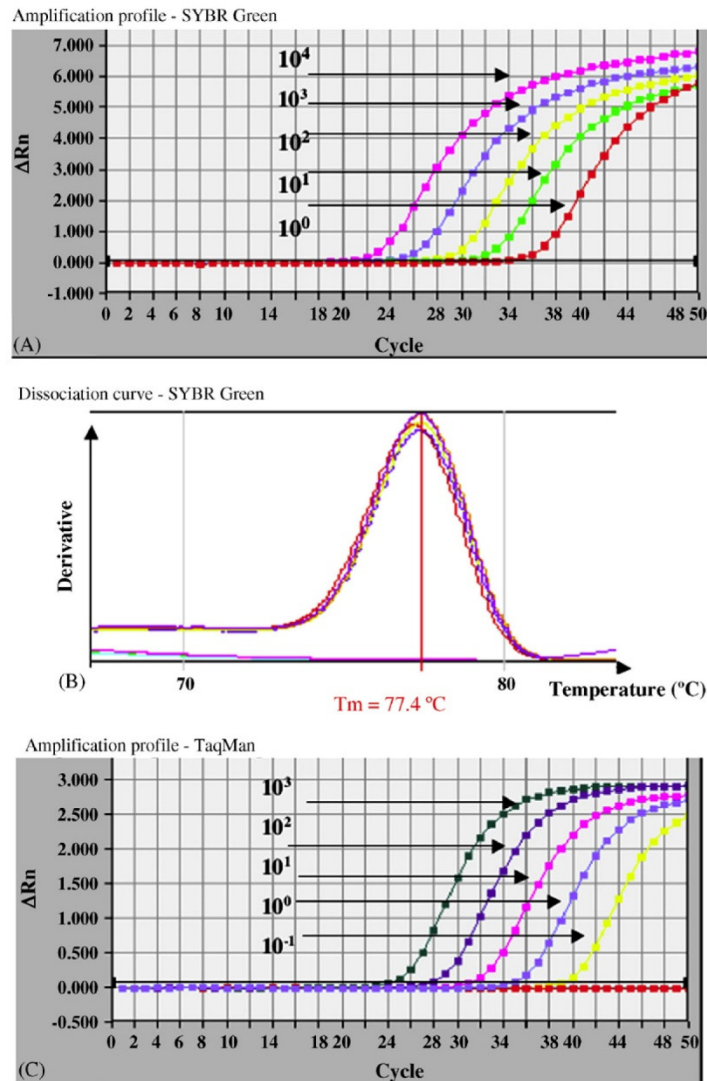 Amplification profile - SYBR Green
7.000
6.000
5.000
4.000
3.000
2.000
1.000
0.000
-1.000
ΔRn
10⁴
10³
10²
10¹
10⁰
0 2 4 6 8 10 12 14 16 18 20 22 24 28 30 34 38 40 44 48 50
(A)
Cycle
Dissociation curve - SYBR Green
Derivative
(B)
70
80
Temperature (ºC)
Tm = 77.4 ºC
Amplification profile - TaqMan
3.000
2.500
2.000
1.500
1.000
0.500
0.000
-0.500
ΔRn
10³
10²
10¹
10⁰
10⁻¹
0 2 4 6 8 10 12 14 18 20 24 28 30 34 38 40 44 48 50
(C)
Cycle